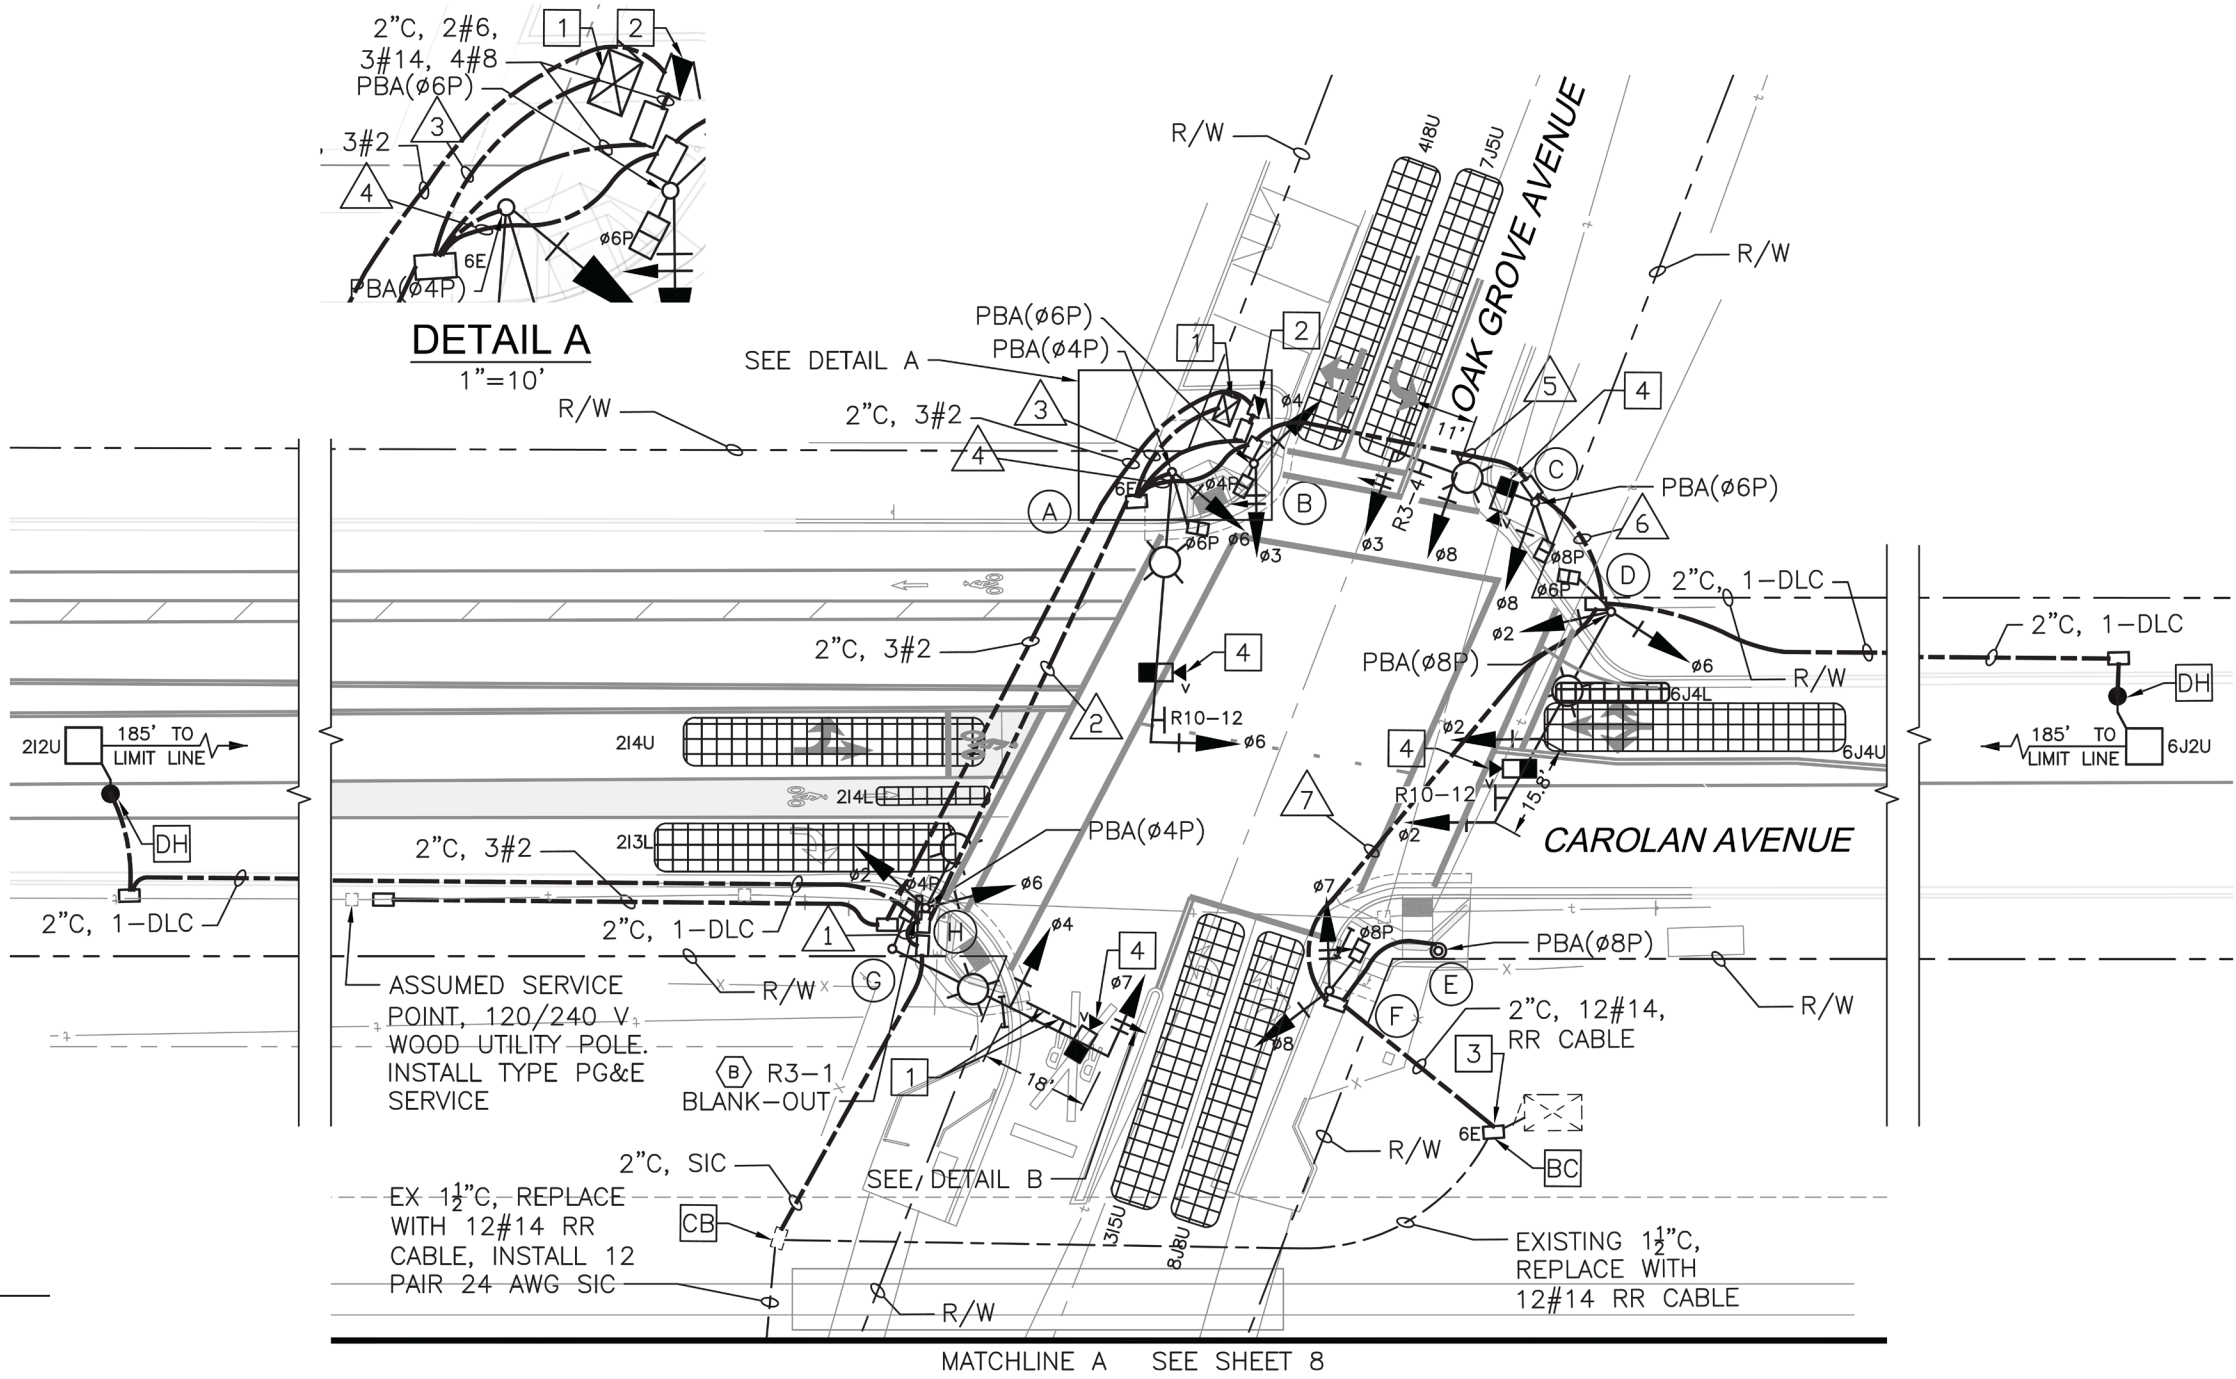 2"C, 2#6,
3#14, 4#8
PBA(ø6P)
1
2
3
, 3#2
4
ø6P
6E
PBA(ø4P)
DETAIL A
1"=10'
R/W
418U
7J5U
OAK GROVE AVENUE
R/W
PBA(ø6P)
PBA(ø4P)
1
2
SEE DETAIL A
R/W
2"C, 3#2
3
4
ø4
11'
5
4
C
PBA(ø6P)
6
A
6E
ø4P
B
R3-4
ø6P
ø6
ø3
ø3
ø8
ø8P
ø6P
D
2"C, 1-DLC
ø8
ø2
2"C, 1-DLC
2"C, 3#2
4
V
PBA(ø8P)
ø6
R/W
6J4L
DH
2
R10-12
ø6
ø2
4
V
6J4U
212U
185' TO
LIMIT LINE
214U
185' TO
LIMIT LINE
6J2U
214L
7
R10-12
15.8'
ø2
DH
213L
PBA(ø4P)
CAROLAN AVENUE
2"C, 3#2
ø2
ø4P
ø6
ø7
2"C, 1-DLC
2"C, 1-DLC
1
H
ø4
4
ø8P
PBA(ø8P)
G
R/W
ø7
V
E
R/W
ASSUMED SERVICE
POINT, 120/240 V
WOOD UTILITY POLE.
INSTALL TYPE PG&E
SERVICE
F
2"C, 12#14,
RR CABLE
ø8
3
B R3-1
BLANK-OUT
1
18'
6E
R/W
BC
2"C, SIC
SEE DETAIL B
EX 1½"C, REPLACE
WITH 12#14 RR
CABLE, INSTALL 12
PAIR 24 AWG SIC
CB
315U
8J8U
EXISTING 1½"C,
REPLACE WITH
12#14 RR CABLE
R/W
MATCHLINE A SEE SHEET 8